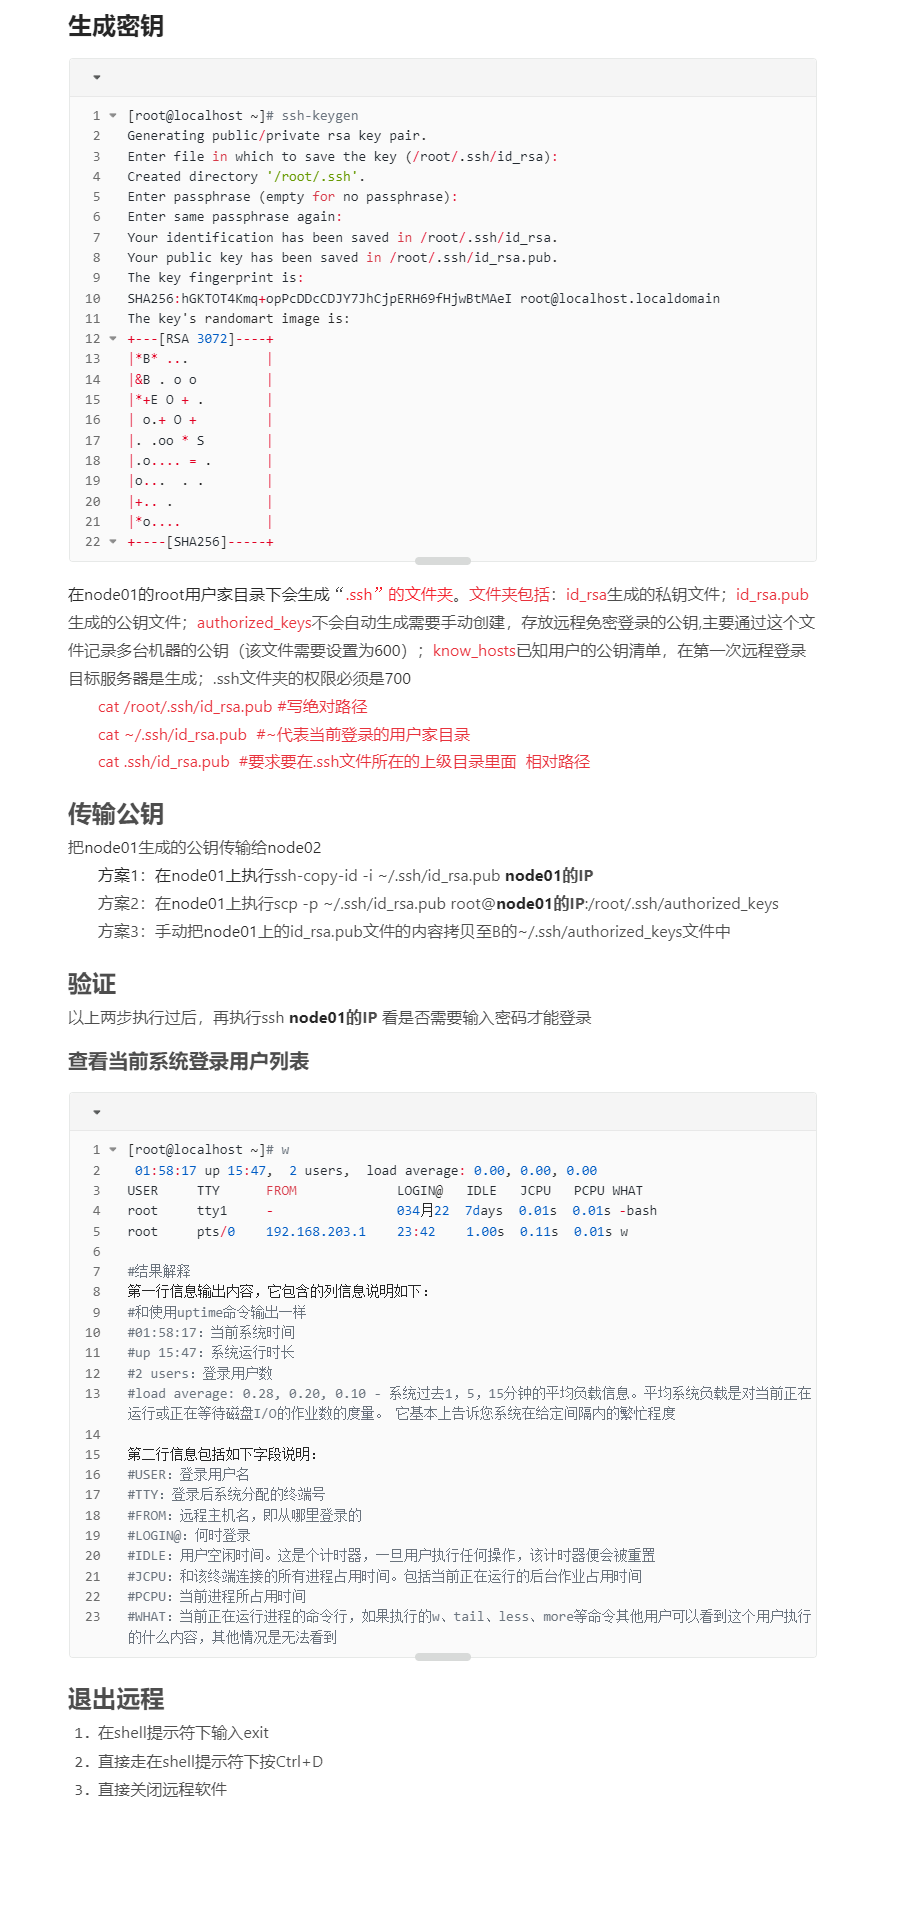 生成密钥
1 [root@localhost ~]# ssh-keygen
2 Generating public/private rsa key pair.
3 Enter file in which to save the key (/root/.ssh/id_rsa):
4 Created directory '/root/.ssh'.
5 Enter passphrase (empty for no passphrase):
6 Enter same passphrase again:
7 Your identification has been saved in /root/.ssh/id_rsa.
8 Your public key has been saved in /root/.ssh/id_rsa.pub.
9 The key fingerprint is:
10 SHA256:hGKTOT4Kmq+opPcDDcCDJY7JhCjpERH69fHjwBtMAeI root@localhost.localdomain
11 The key's randomart image is:
12 +---[RSA 3072]----+
13 |*B* ...          |
14 |&B . o o         |
15 |*+E O + .        |
16 | o.+ O +         |
17 |. .oo * S        |
18 |.o.... = .       |
19 |o...  . .        |
20 |+.. .            |
21 |*o....           |
22 +----[SHA256]-----+
在node01的root用户家目录下会生成“.ssh”的文件夹。文件夹包括：id_rsa生成的私钥文件；id_rsa.pub
生成的公钥文件；authorized_keys不会自动生成需要手动创建，存放远程免密登录的公钥,主要通过这个文
件记录多台机器的公钥（该文件需要设置为600）；know_hosts已知用户的公钥清单，在第一次远程登录
目标服务器是生成；.ssh文件夹的权限必须是700
cat /root/.ssh/id_rsa.pub #写绝对路径
cat ~/.ssh/id_rsa.pub  #~代表当前登录的用户家目录
cat .ssh/id_rsa.pub  #要求要在.ssh文件所在的上级目录里面  相对路径
传输公钥
把node01生成的公钥传输给node02
方案1：在node01上执行ssh-copy-id -i ~/.ssh/id_rsa.pub node01的IP
方案2：在node01上执行scp -p ~/.ssh/id_rsa.pub root@node01的IP:/root/.ssh/authorized_keys
方案3：手动把node01上的id_rsa.pub文件的内容拷贝至B的~/.ssh/authorized_keys文件中
验证
以上两步执行过后，再执行ssh node01的IP 看是否需要输入密码才能登录
查看当前系统登录用户列表
1 [root@localhost ~]# w
2  01:58:17 up 15:47,  2 users,  load average: 0.00, 0.00, 0.00
3 USER     TTY      FROM             LOGIN@   IDLE   JCPU   PCPU WHAT
4 root     tty1     -                034月22  7days  0.01s  0.01s -bash
5 root     pts/0    192.168.203.1    23:42    1.00s  0.11s  0.01s w
6
7 #结果解释
8 第一行信息输出内容，它包含的列信息说明如下：
9 #和使用uptime命令输出一样
10 #01:58:17：当前系统时间
11 #up 15:47：系统运行时长
12 #2 users：登录用户数
13 #load average: 0.28, 0.20, 0.10 - 系统过去1，5，15分钟的平均负载信息。平均系统负载是对当前正在
运行或正在等待磁盘I/O的作业数的度量。 它基本上告诉您系统在给定间隔内的繁忙程度
14
15 第二行信息包括如下字段说明：
16 #USER：登录用户名
17 #TTY：登录后系统分配的终端号
18 #FROM：远程主机名，即从哪里登录的
19 #LOGIN@：何时登录
20 #IDLE：用户空闲时间。这是个计时器，一旦用户执行任何操作，该计时器便会被重置
21 #JCPU：和该终端连接的所有进程占用时间。包括当前正在运行的后台作业占用时间
22 #PCPU：当前进程所占用时间
23 #WHAT：当前正在运行进程的命令行，如果执行的w、tail、less、more等命令其他用户可以看到这个用户执行
的什么内容，其他情况是无法看到
退出远程
1. 在shell提示符下输入exit
2. 直接走在shell提示符下按Ctrl+D
3. 直接关闭远程软件